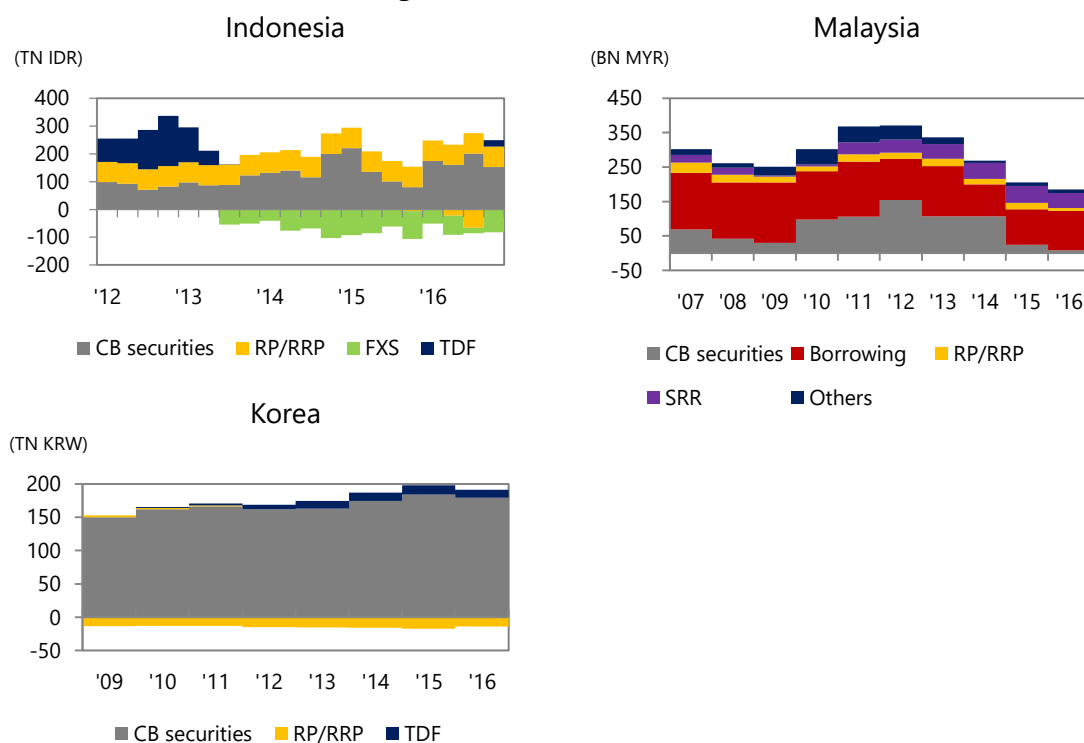 Indonesia
(TN IDR)
400
300
200
100
0
-100
-200
'12 '13 '14 '15 '16
CB securities RP/RRP FXS TDF
Malaysia
(BN MYR)
450
350
250
150
50
-50
'07 '08 '09 '10 '11 '12 '13 '14 '15 '16
CB securities Borrowing RP/RRP
SRR Others
Korea
(TN KRW)
200
150
100
50
0
-50
'09 '10 '11 '12 '13 '14 '15 '16
CB securities RP/RRP TDF